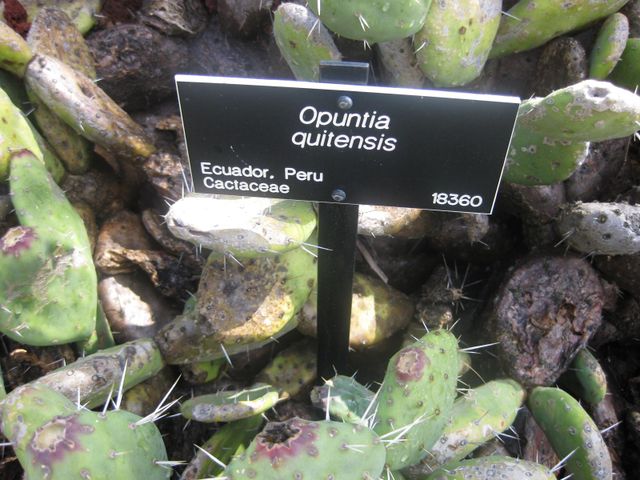 Opuntia
quitensis
Ecuador, Peru
Cactaceae
18360